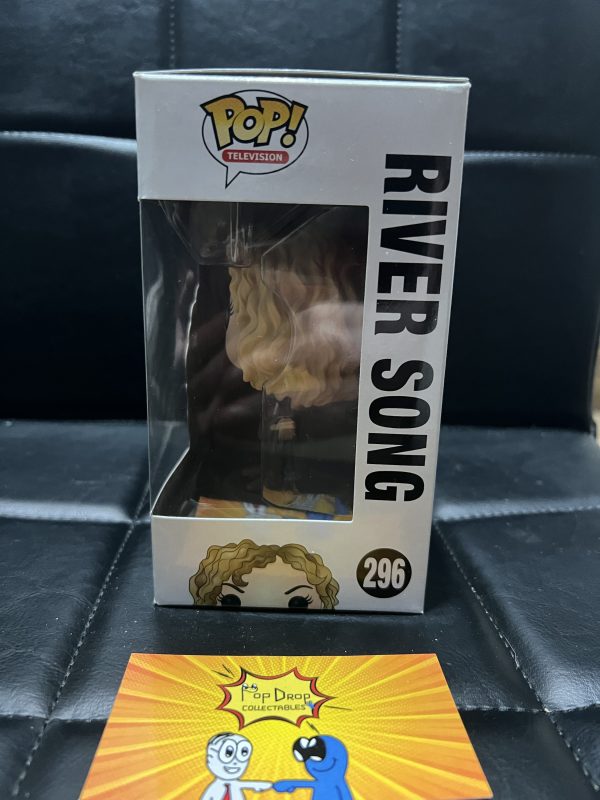 POP!
TELEVISION
RIVER SONG
296
Pop Drop
COLLECTABLES